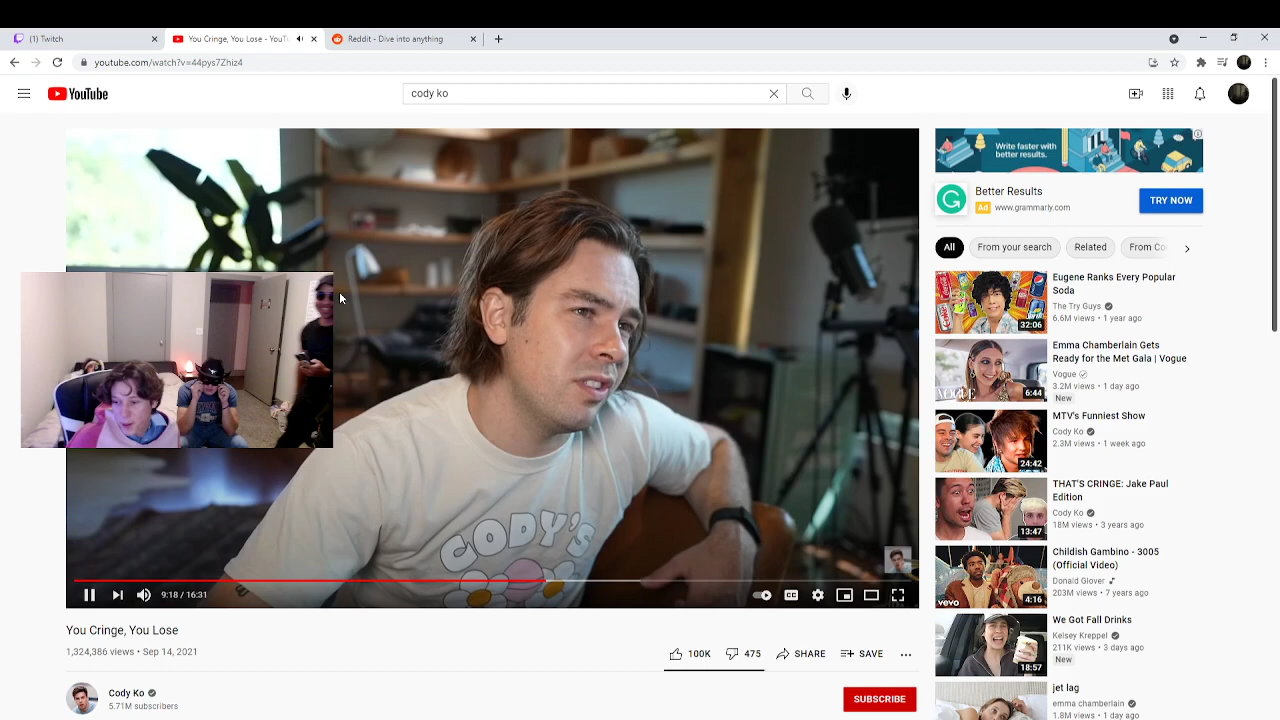 (1) Twitch
You Cringe, You Lose - YouTu
Reddit - Dive into anything
youtube.com/watch?v=44pys7Zhiz4
YouTube
cody ko
CODY'S
9:18 / 16:31
CC
You Cringe, You Lose
1,324,386 views • Sep 14, 2021
100K
475
SHARE
SAVE
Cody Ko
5.71M subscribers
SUBSCRIBE
Write faster with
better results.
Better Results
Ad www.grammarly.com
TRY NOW
All
From your search
Related
From Co
32:06
Eugene Ranks Every Popular
Soda
The Try Guys
6.6M views • 1 year ago
VOGUE
6:44
Emma Chamberlain Gets
Ready for the Met Gala | Vogue
Vogue
3.2M views • 1 day ago
New
24:42
MTV's Funniest Show
Cody Ko
2.3M views • 1 week ago
13:47
THAT'S CRINGE: Jake Paul
Edition
Cody Ko
18M views • 3 years ago
vevo
4:16
Childish Gambino - 3005
(Official Video)
Donald Glover
203M views • 7 years ago
18:57
We Got Fall Drinks
Kelsey Kreppel
211K views • 3 days ago
New
jet lag
emma chamberlain
1.8M views • 1 day ago